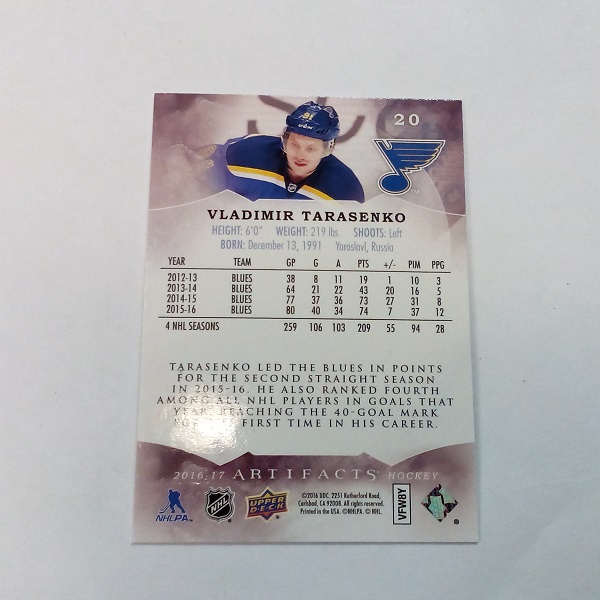 91
20
VLADIMIR TARASENKO
HEIGHT: 6'0" WEIGHT: 219 lbs. SHOOTS: Left
BORN: December 13, 1991 Yaroslavl, Russia
YEAR TEAM GP G A PTS +/- PIM PPG
2012-13 BLUES 38 8 11 19 1 10 3
2013-14 BLUES 64 21 22 43 20 16 5
2014-15 BLUES 77 37 36 73 27 31 8
2015-16 BLUES 80 40 34 74 7 37 12
4 NHL SEASONS 259 106 103 209 55 94 28
TARASENKO LED THE BLUES IN POINTS
FOR THE SECOND STRAIGHT SEASON
IN 2015-16. HE ALSO RANKED FOURTH
AMONG ALL NHL PLAYERS IN GOALS THAT
YEAR, REACHING THE 40-GOAL MARK
FOR THE FIRST TIME IN HIS CAREER.
2016-17 ARTIFACTS HOCKEY
NHLPA
NHL
UPPER DECK
©2016 UDC. 2251 Rutherford Road,
Carlsbad, CA 92008. All rights reserved.
Printed in the USA. ©NHLPA. © NHL.
VFW8Y
®